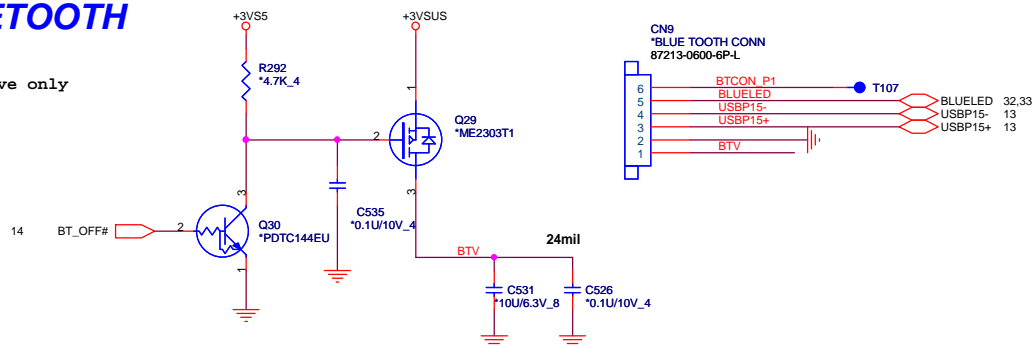 ETOOTH
ve only
+3VS5
+3VSUS
R292
*4.7K_4
1
Q29
*ME2303T1
2
3
C535
*0.1U/10V_4
3
14 BT_OFF# 2
Q30
*PDTC144EU
1
BTV
24mil
C531
*10U/6.3V_8
C526
*0.1U/10V_4
CN9
*BLUE TOOTH CONN
87213-0600-6P-L
6 BTCON_P1 T107
5 BLUELED BLUELED 32,33
4 USBP15- USBP15- 13
3 USBP15+ USBP15+ 13
2
1 BTV